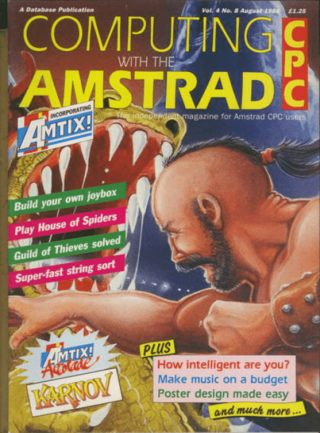 A Database Publication
Vol. 4 No. 8 August 1988 £1.25
COMPUTING
WITH THE
AMSTRAD
CPC
The independent magazine for Amstrad CPC users
INCORPORATING
AMTIX!
Build your own joybox
Play House of Spiders
Guild of Thieves solved
Super-fast string sort
AMTIX!
Accolade
KARNOV
PLUS
How intelligent are you?
Make music on a budget
Poster design made easy
and much more...